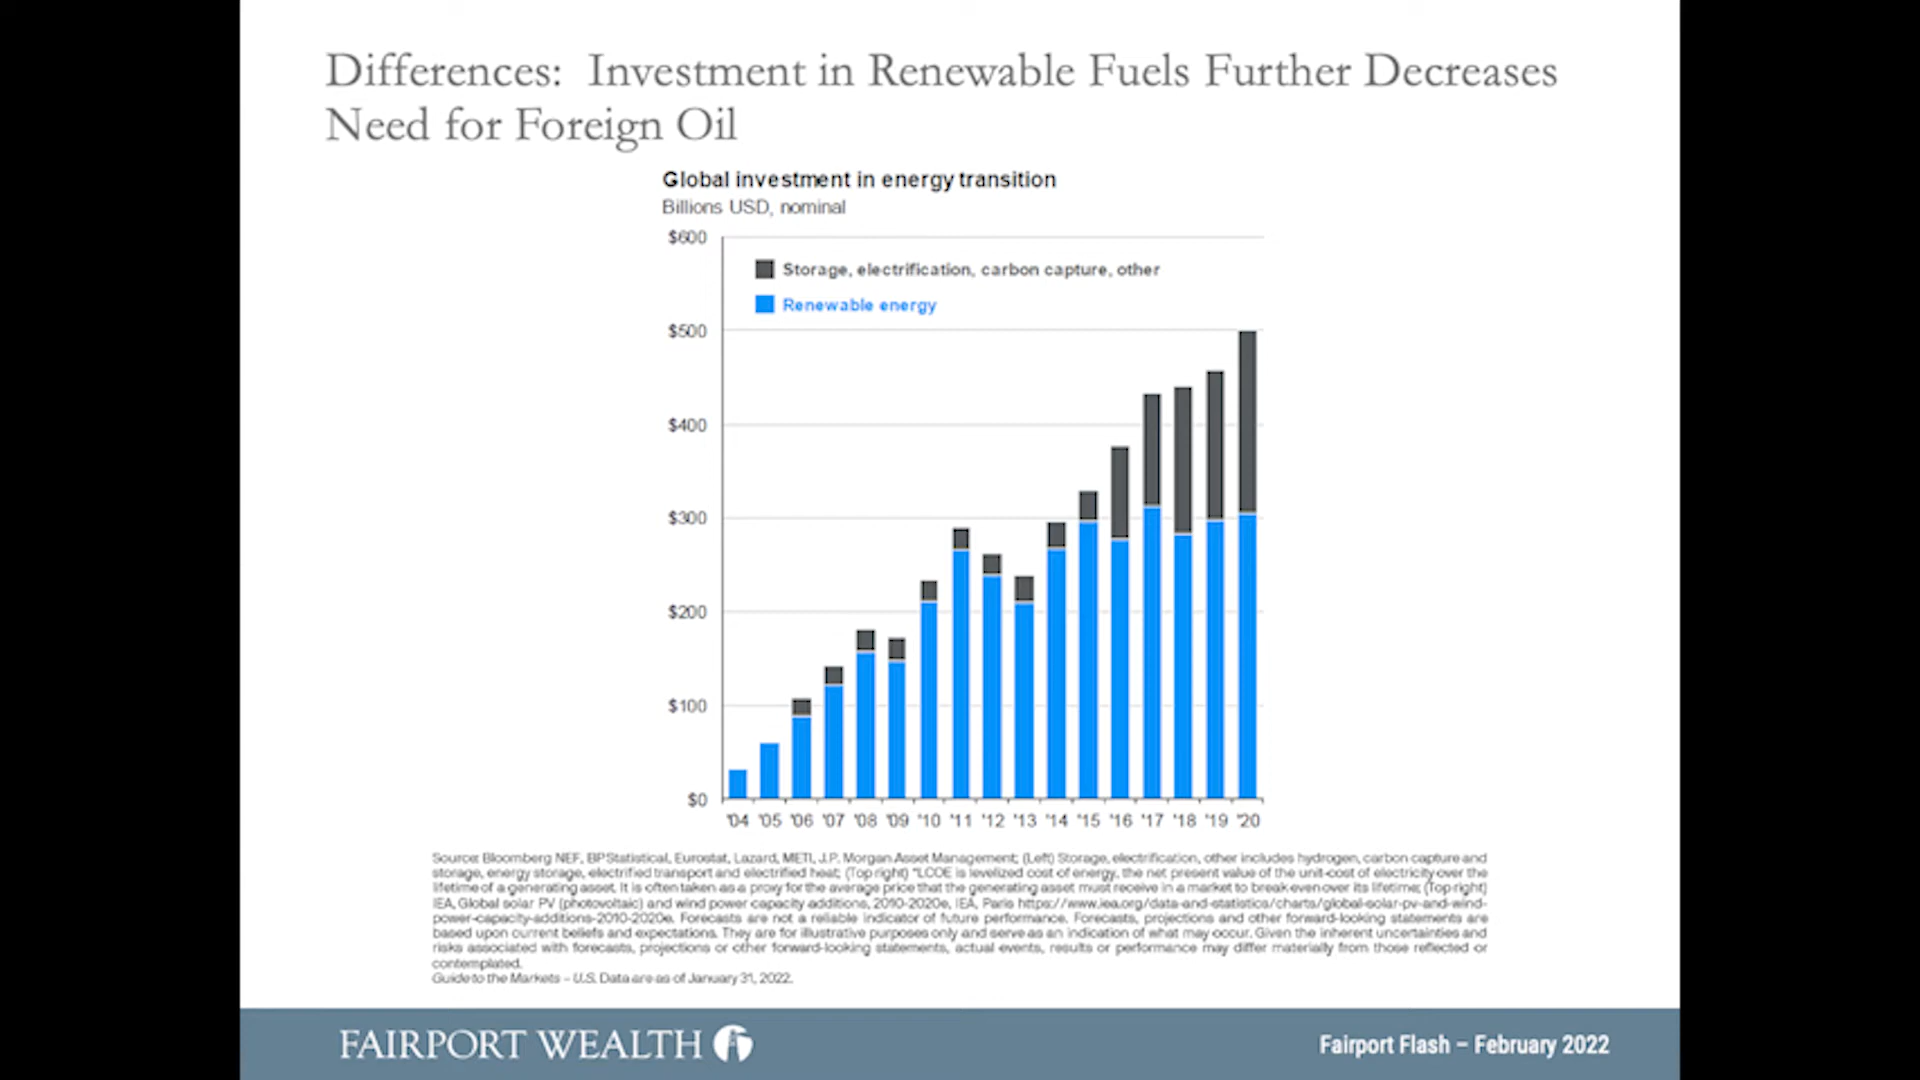 Differences:  Investment in Renewable Fuels Further Decreases
Need for Foreign Oil
Global investment in energy transition
Billions USD, nominal
$600
Storage, electrification, carbon capture, other
Renewable energy
$500
$400
$300
$200
$100
$0
'04 '05 '06 '07 '08 '09 '10 '11 '12 '13 '14 '15 '16 '17 '18 '19 '20
Source: Bloomberg NEF, BP Statistical, Eurostat, Lazard, METI, J.P. Morgan Asset Management; (Left) Storage, electrification, other includes hydrogen, carbon capture and
storage, energy storage, electrified transport and electrified heat; (Top right) *LCOE is levelized cost of energy, the net present value of the unit-cost of electricity over the
lifetime of a generating asset. It is often taken as a proxy for the average price that the generating asset must receive in a market to break even over its lifetime; (Top right)
IEA, Global solar PV (photovoltaic) and wind power capacity additions, 2010-2020e, IEA, Paris https://www.iea.org/data-and-statistics/charts/global-solar-pv-and-wind-
power-capacity-additions-2010-2020e. Forecasts are not a reliable indicator of future performance. Forecasts, projections and other forward-looking statements are
based upon current beliefs and expectations. They are for illustrative purposes only and serve as an indication of what may occur. Given the inherent uncertainties and
risks associated with forecasts, projections or other forward-looking statements, actual events, results or performance may differ materially from those reflected or
contemplated.
Guide to the Markets – U.S. Data are as of January 31, 2022.
FAIRPORT WEALTH
Fairport Flash – February 2022